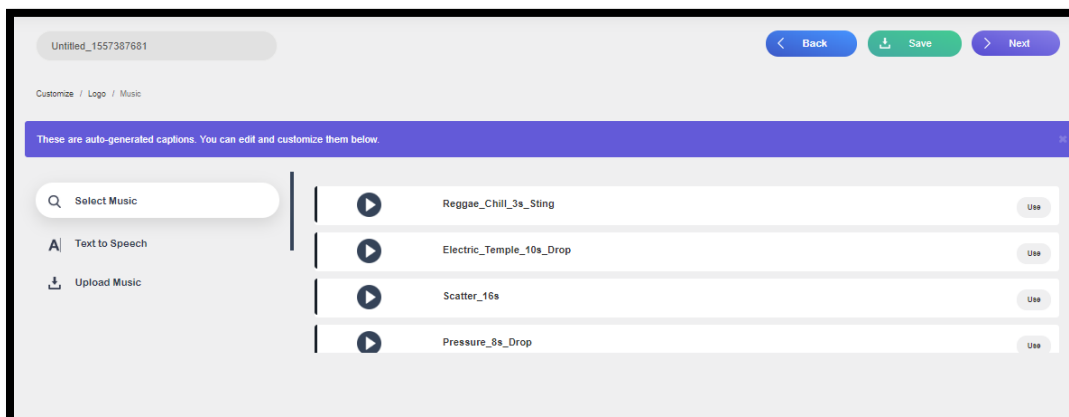 Untitled_1557387681
Back
Save
Next
Customize / Logo / Music
These are auto-generated captions. You can edit and customize them below.
Select Music
Text to Speech
Upload Music
Reggae_Chill_3s_Sting
Use
Electric_Temple_10s_Drop
Use
Scatter_16s
Use
Pressure_8s_Drop
Use